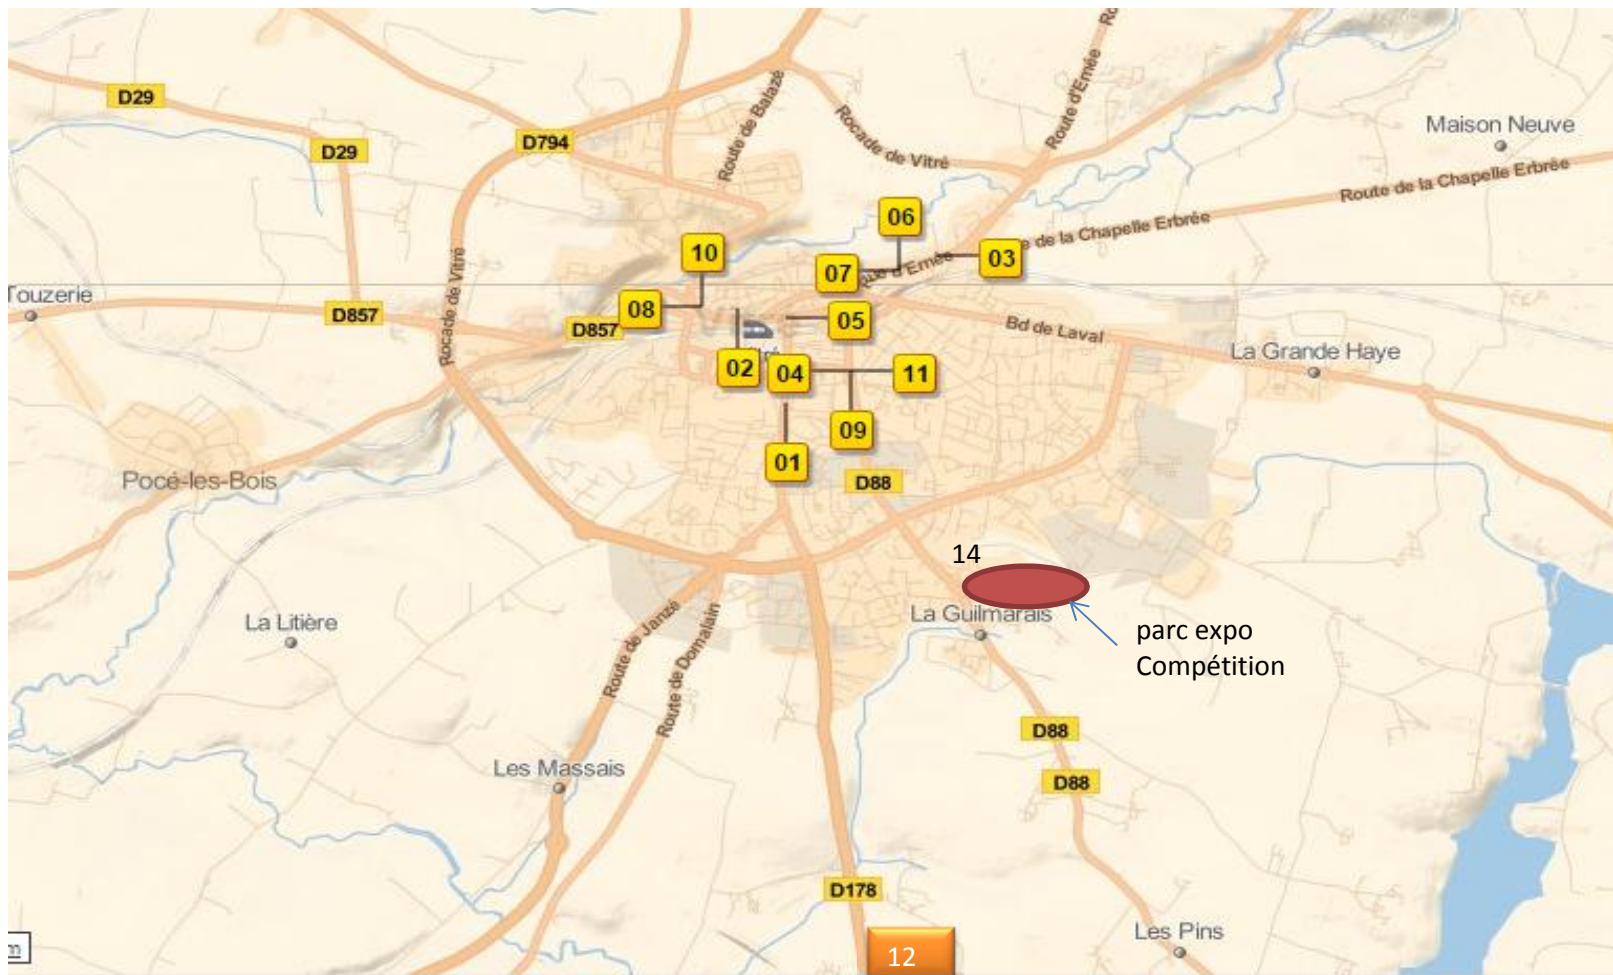 D29
D29
D794
Route de Balazé
Rocade de Vitré
Route d'Ernée
Maison Neuve
Route de la Chapelle Erbrée
06
e de la Chapelle Erbrée
10
03
07
Rue d'Ernée
Touzerie
08
D857
D857
05
Rocade de Vitré
Bd de Laval
La Grande Haye
02
04
11
09
01
Pocé-les-Bois
D88
14
La Guilmarais
La Litière
parc expo
Compétition
Route de Janzé
Route de Domalain
D88
Les Massais
D88
D178
Les Pins
12
m